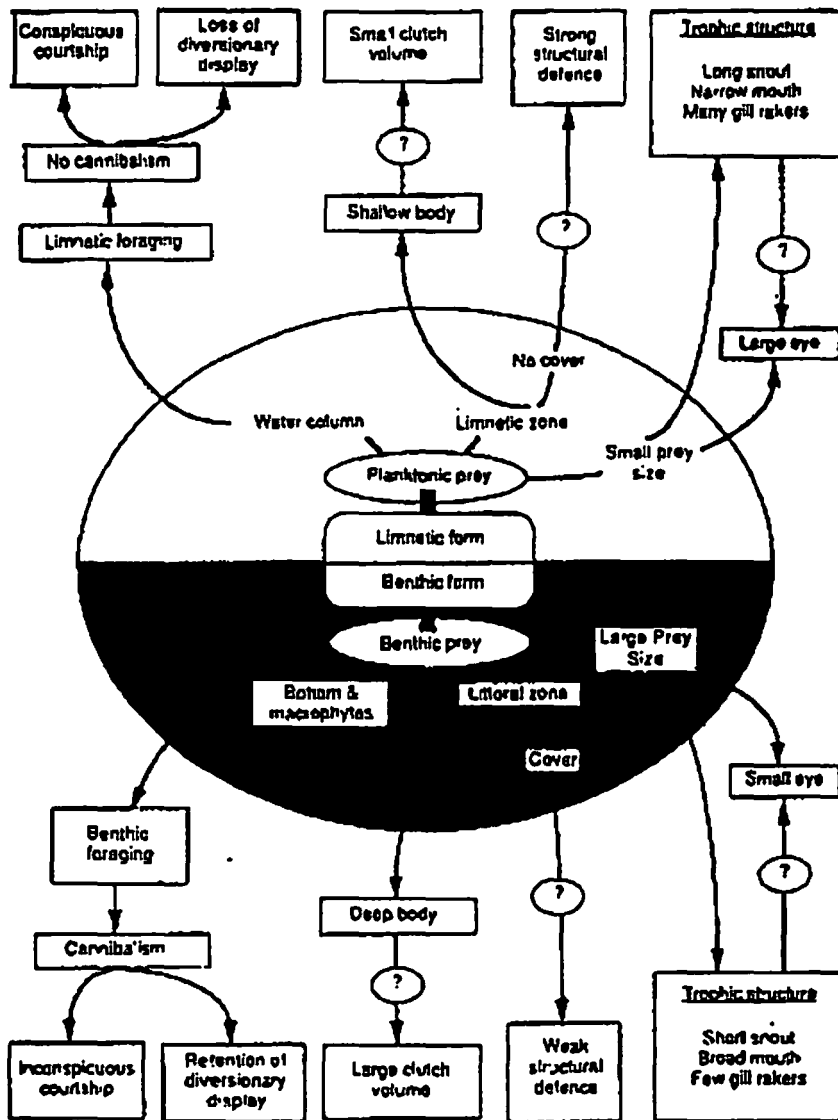 Conspicuous
courtship
Loss of
diversionary
display
Small clutch
volume
Strong
structural
defence
Trophic structure
Long snout
Narrow mouth
Many gill rakers
No cannibalism
?
Shallow body
?
Limnetic foraging
?
Large eye
No cover
Water column
Limnetic zone
Small prey
size
Planktonic prey
Limnetic form
Benthic form
Benthic prey
Large Prey
Size
Bottom &
macrophytes
Littoral zone
Cover
Small eye
Benthic
foraging
?
?
Deep body
Cannibalism
?
Trophic structure
Short snout
Broad mouth
Few gill rakers
Inconspicuous
courtship
Retention of
diversionary
display
Large clutch
volume
Weak
structural
defence